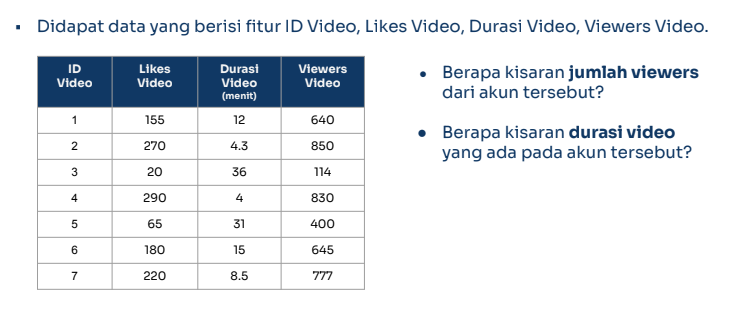 ▪ Didapat data yang berisi fitur ID Video, Likes Video, Durasi Video, Viewers Video.
ID Video | Likes Video | Durasi Video (menit) | Viewers Video
1 | 155 | 12 | 640
2 | 270 | 4.3 | 850
3 | 20 | 36 | 114
4 | 290 | 4 | 830
5 | 65 | 31 | 400
6 | 180 | 15 | 645
7 | 220 | 8.5 | 777
● Berapa kisaran jumlah viewers
dari akun tersebut?
● Berapa kisaran durasi video
yang ada pada akun tersebut?